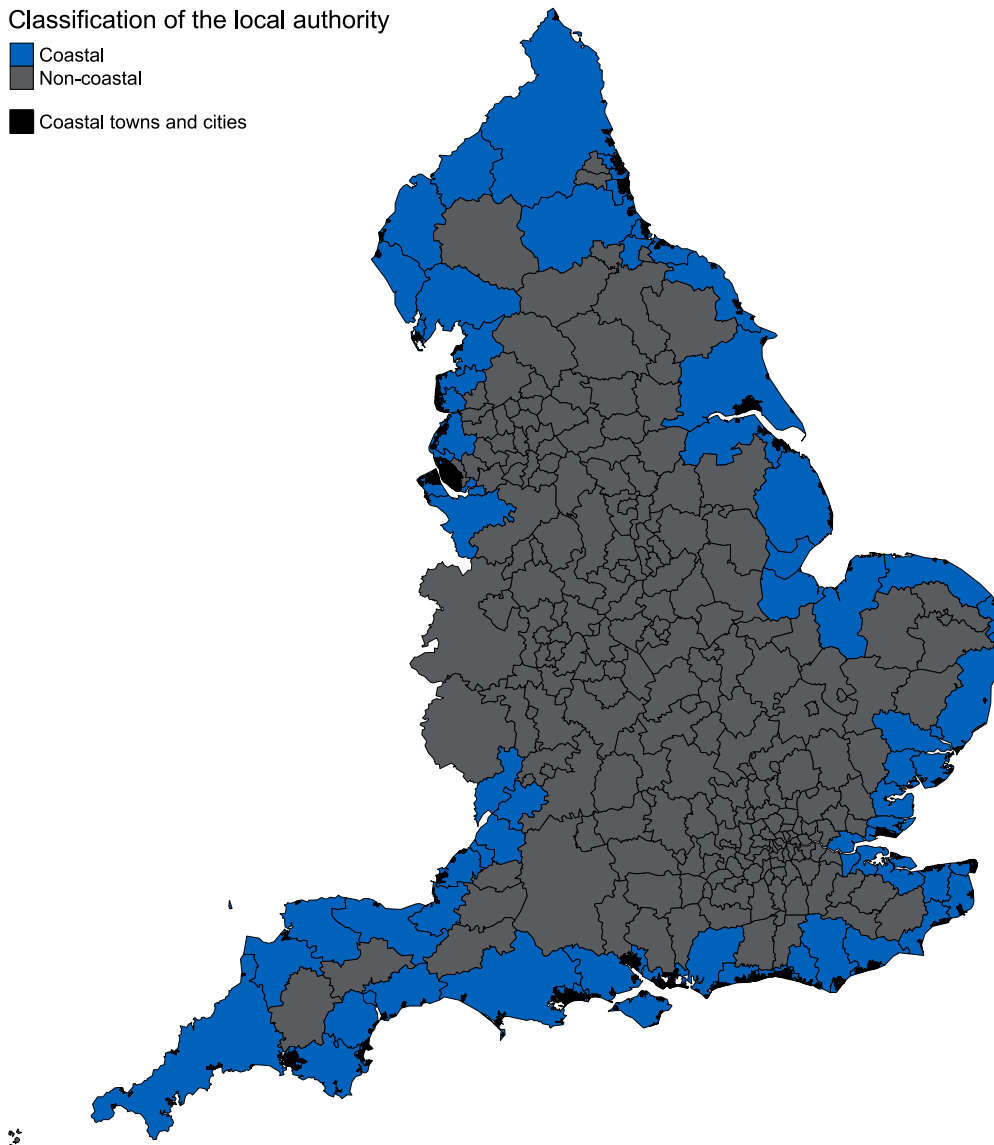 Classification of the local authority
Coastal
Non-coastal
Coastal towns and cities